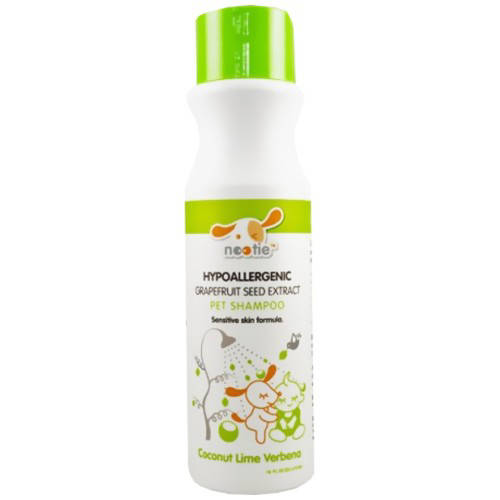 nootie
HYPOALLERGENIC
GRAPEFRUIT SEED EXTRACT
PET SHAMPOO
Sensitive skin formula.
Coconut Lime Verbena